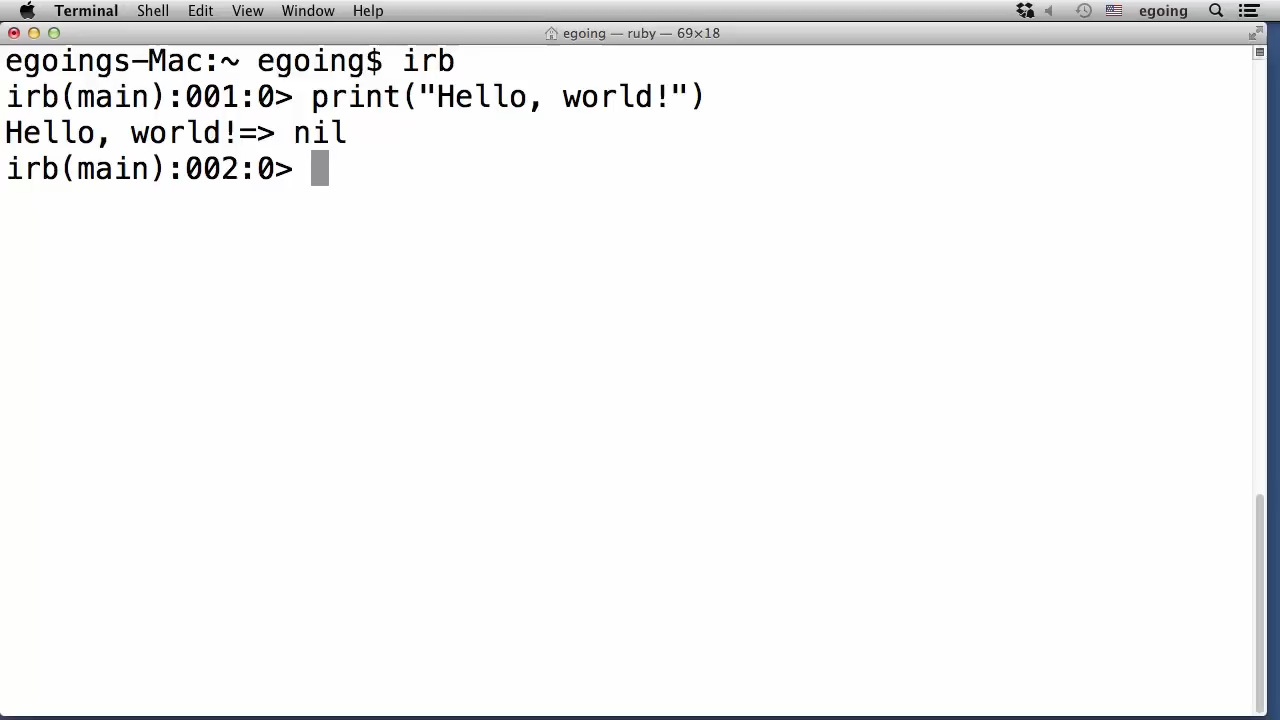 Terminal Shell Edit View Window Help egoing
egoing — ruby — 69×18
egoings-Mac:~ egoing$ irb
irb(main):001:0> print("Hello, world!")
Hello, world!=> nil
irb(main):002:0>